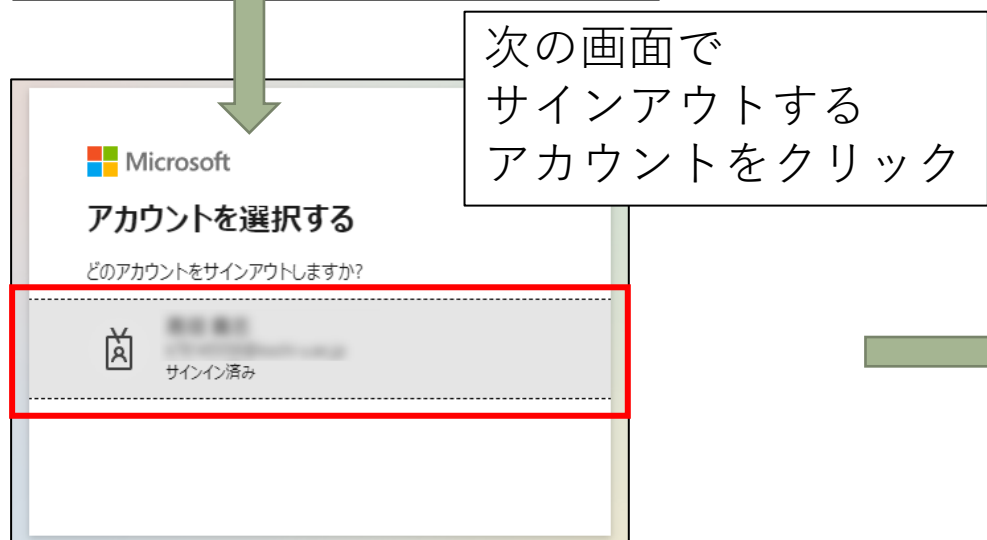 次の画面で
サインアウトする
アカウントをクリック
Microsoft
アカウントを選択する
どのアカウントをサインアウトしますか?
サインイン済み